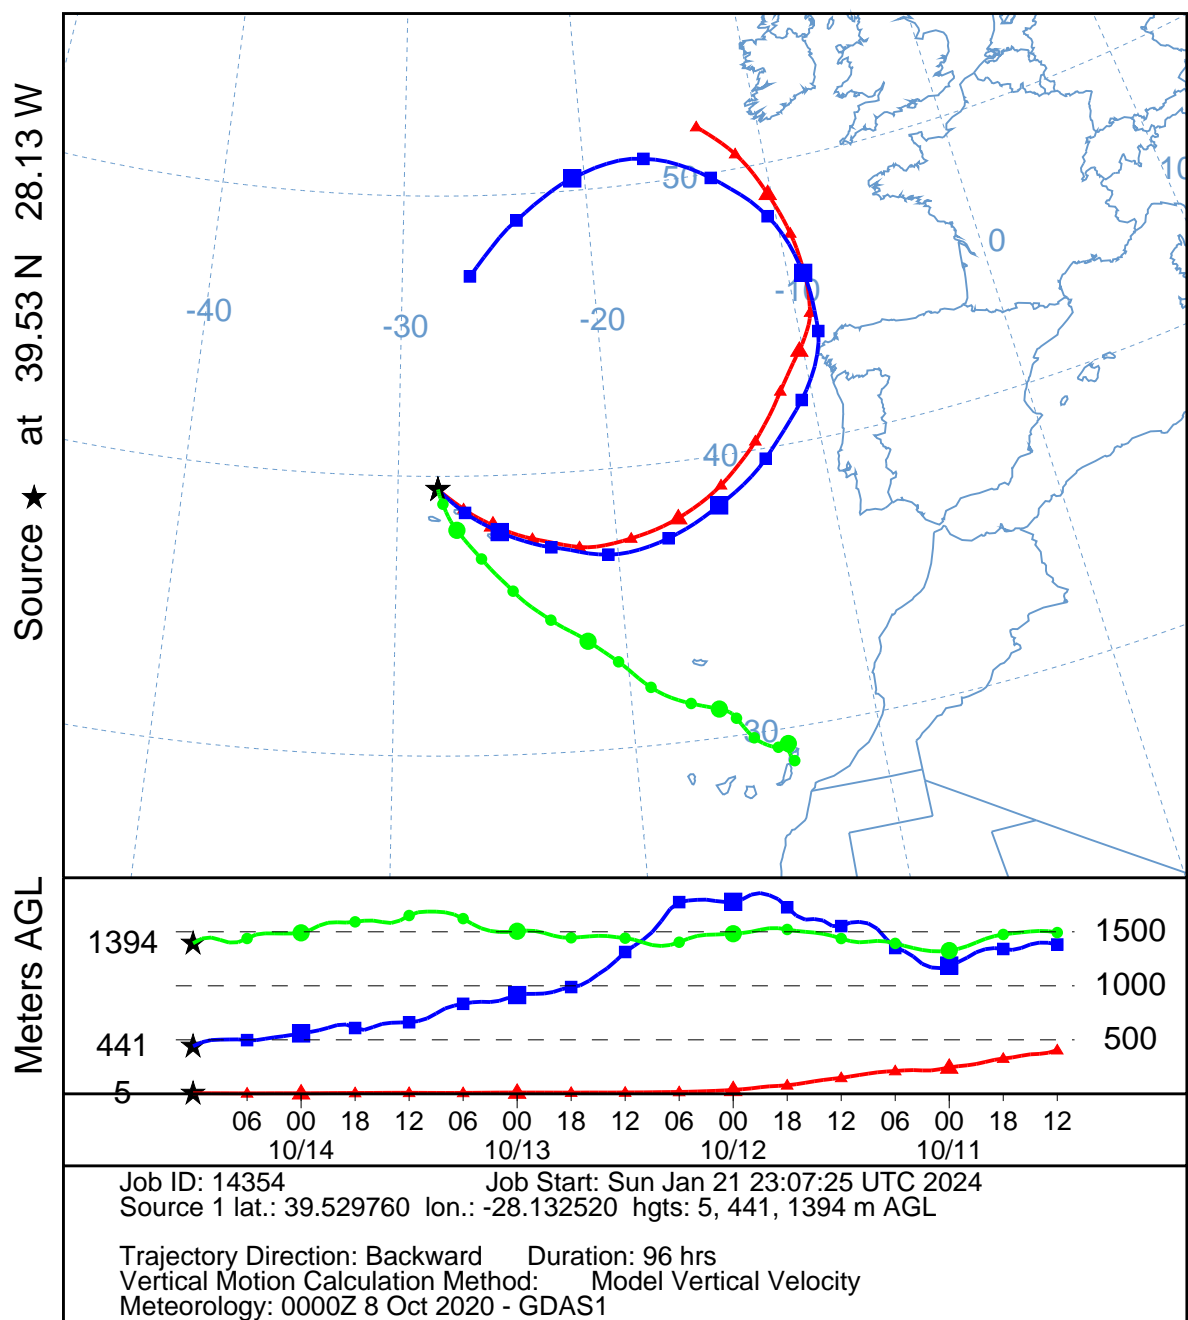 Source ★ at 39.53 N 28.13 W
50
10
0
-10
-40
-30
-20
40
30
Meters AGL
1394
1500
1000
441
500
5
06 00 18 12 06 00 18 12 06 00 18 12 06 00 18 12
10/14 10/13 10/12 10/11
Job ID: 14354 Job Start: Sun Jan 21 23:07:25 UTC 2024
Source 1 lat.: 39.529760 lon.: -28.132520 hgts: 5, 441, 1394 m AGL
Trajectory Direction: Backward Duration: 96 hrs
Vertical Motion Calculation Method: Model Vertical Velocity
Meteorology: 0000Z 8 Oct 2020 - GDAS1